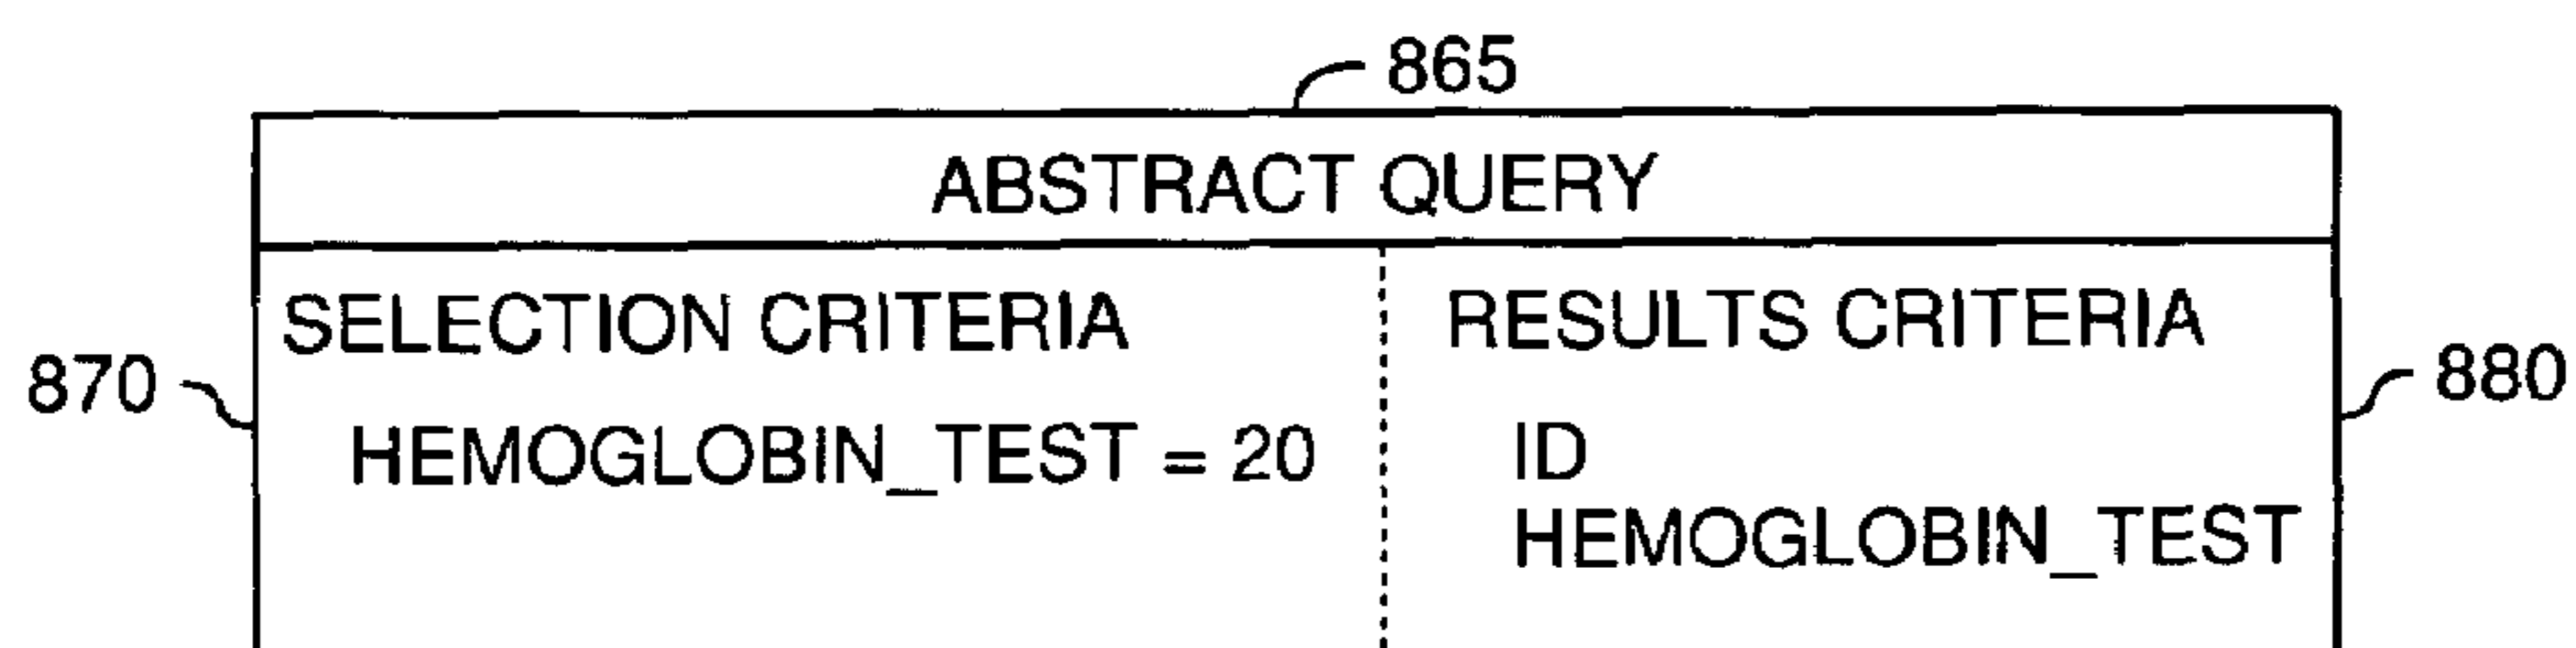 865
ABSTRACT QUERY
SELECTION CRITERIA
RESULTS CRITERIA
870
880
HEMOGLOBIN_TEST = 20
ID
HEMOGLOBIN_TEST